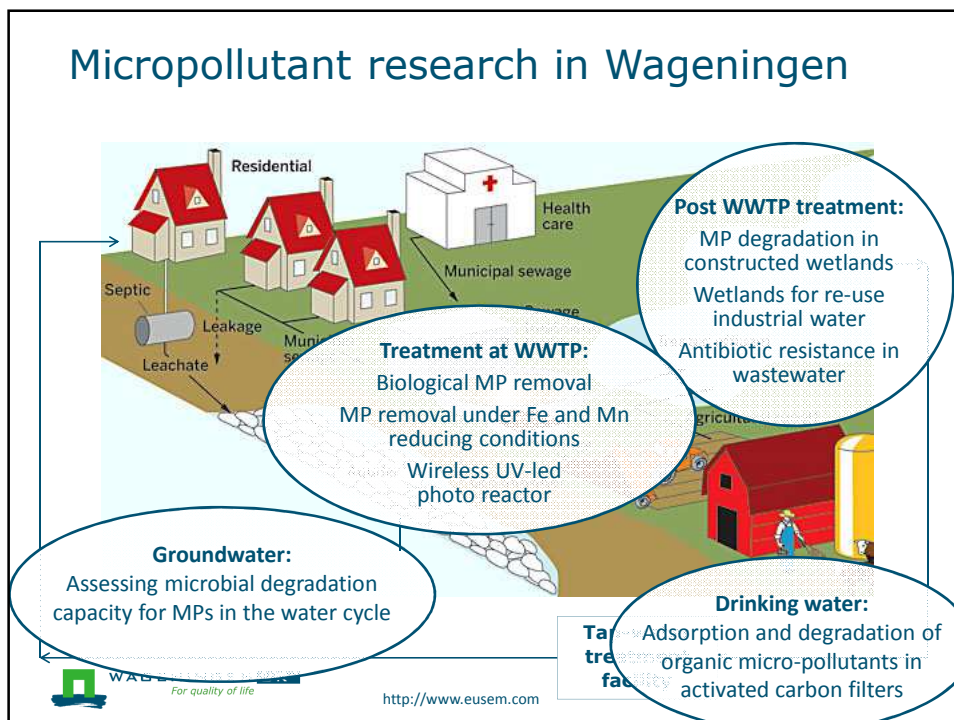 Micropollutant research in Wageningen
Residential
Health
care
Municipal sewage
Septic
Leakage
Leachate
Post WWTP treatment:
MP degradation in
constructed wetlands
Wetlands for re-use
industrial water
Antibiotic resistance in
wastewater
Treatment at WWTP:
Biological MP removal
MP removal under Fe and Mn
reducing conditions
Wireless UV-led
photo reactor
Groundwater:
Assessing microbial degradation
capacity for MPs in the water cycle
Drinking water:
Adsorption and degradation of
organic micro-pollutants in
activated carbon filters
For quality of life
http://www.eusem.com